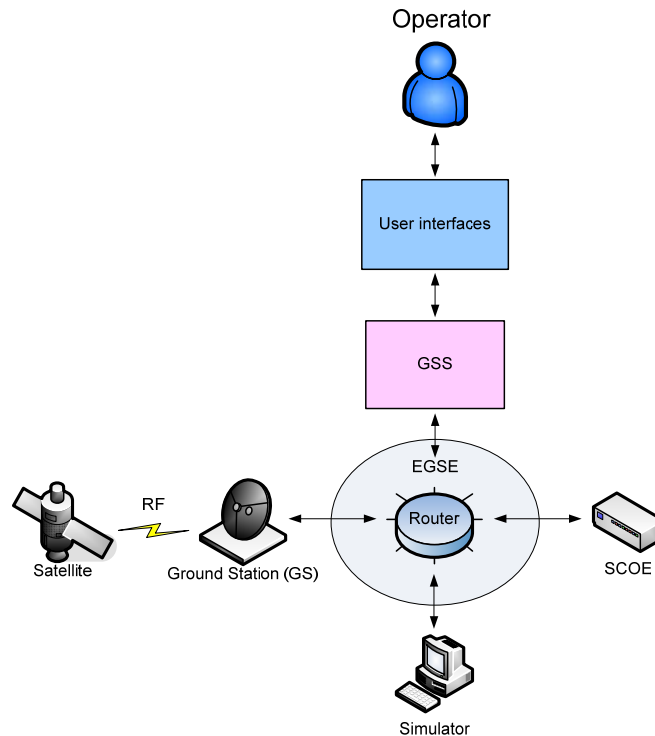 Operator
User interfaces
GSS
EGSE
Router
RF
Satellite
Ground Station (GS)
SCOE
Simulator